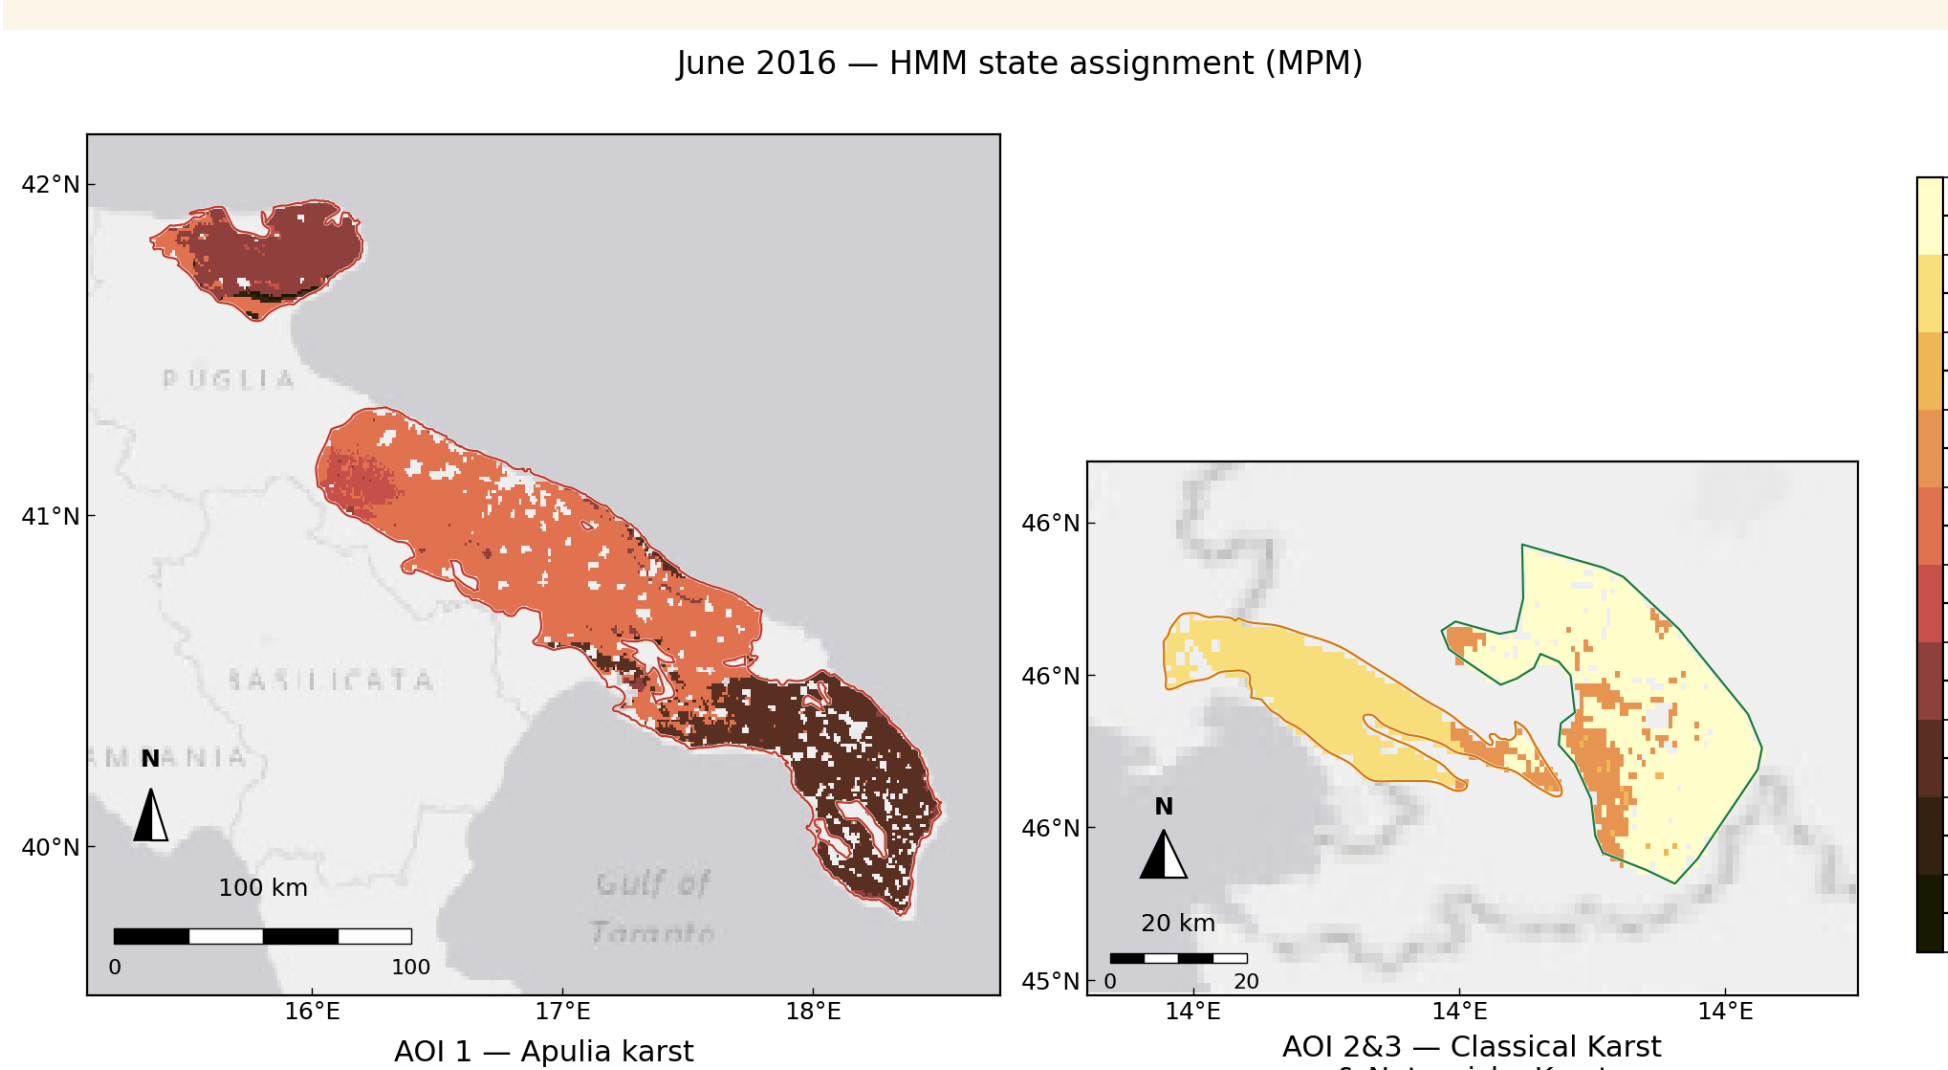 June 2016 — HMM state assignment (MPM)
42°N
41°N
40°N
PUGLIA
BASILICATA
N
100 km
0
100
Gulf of
Taranto
16°E
17°E
18°E
AOI 1 — Apulia karst
46°N
46°N
46°N
45°N
N
20 km
0
20
14°E
14°E
14°E
AOI 2&3 — Classical Karst